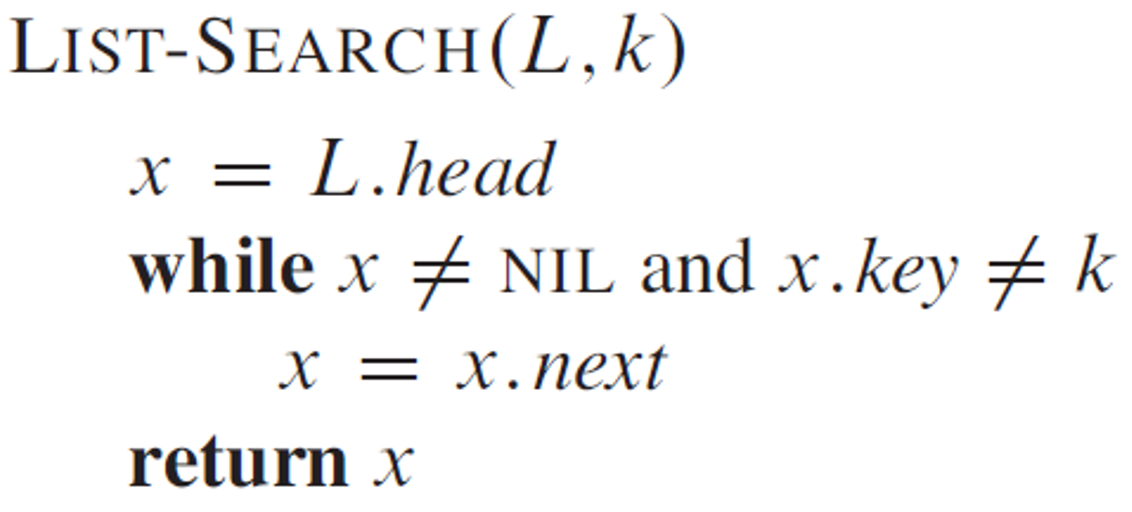 LIST-SEARCH(L, k)
x = L.head
while x ≠ NIL and x.key ≠ k
x = x.next
return x